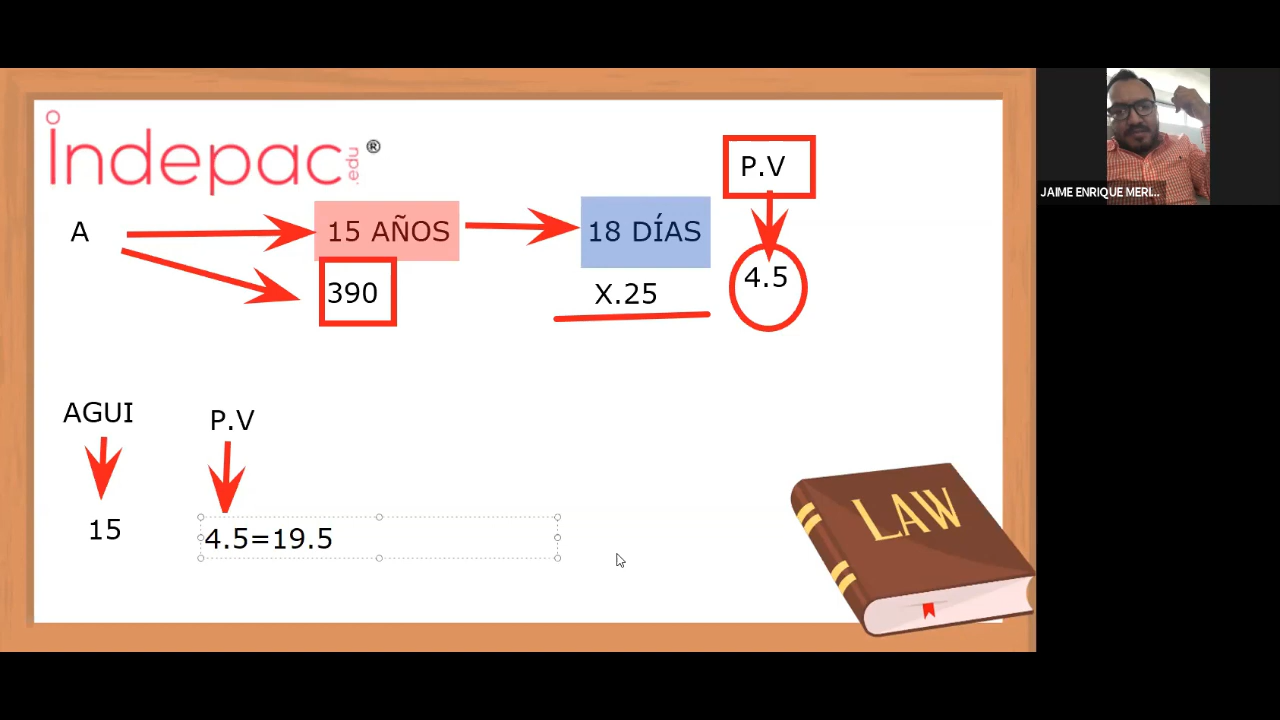 indepac.edu®
P.V
A 15 AÑOS 18 DÍAS
4.5
390 X.25
AGUI P.V
15 4.5=19.5
LAW
JAIME ENRIQUE MERI...